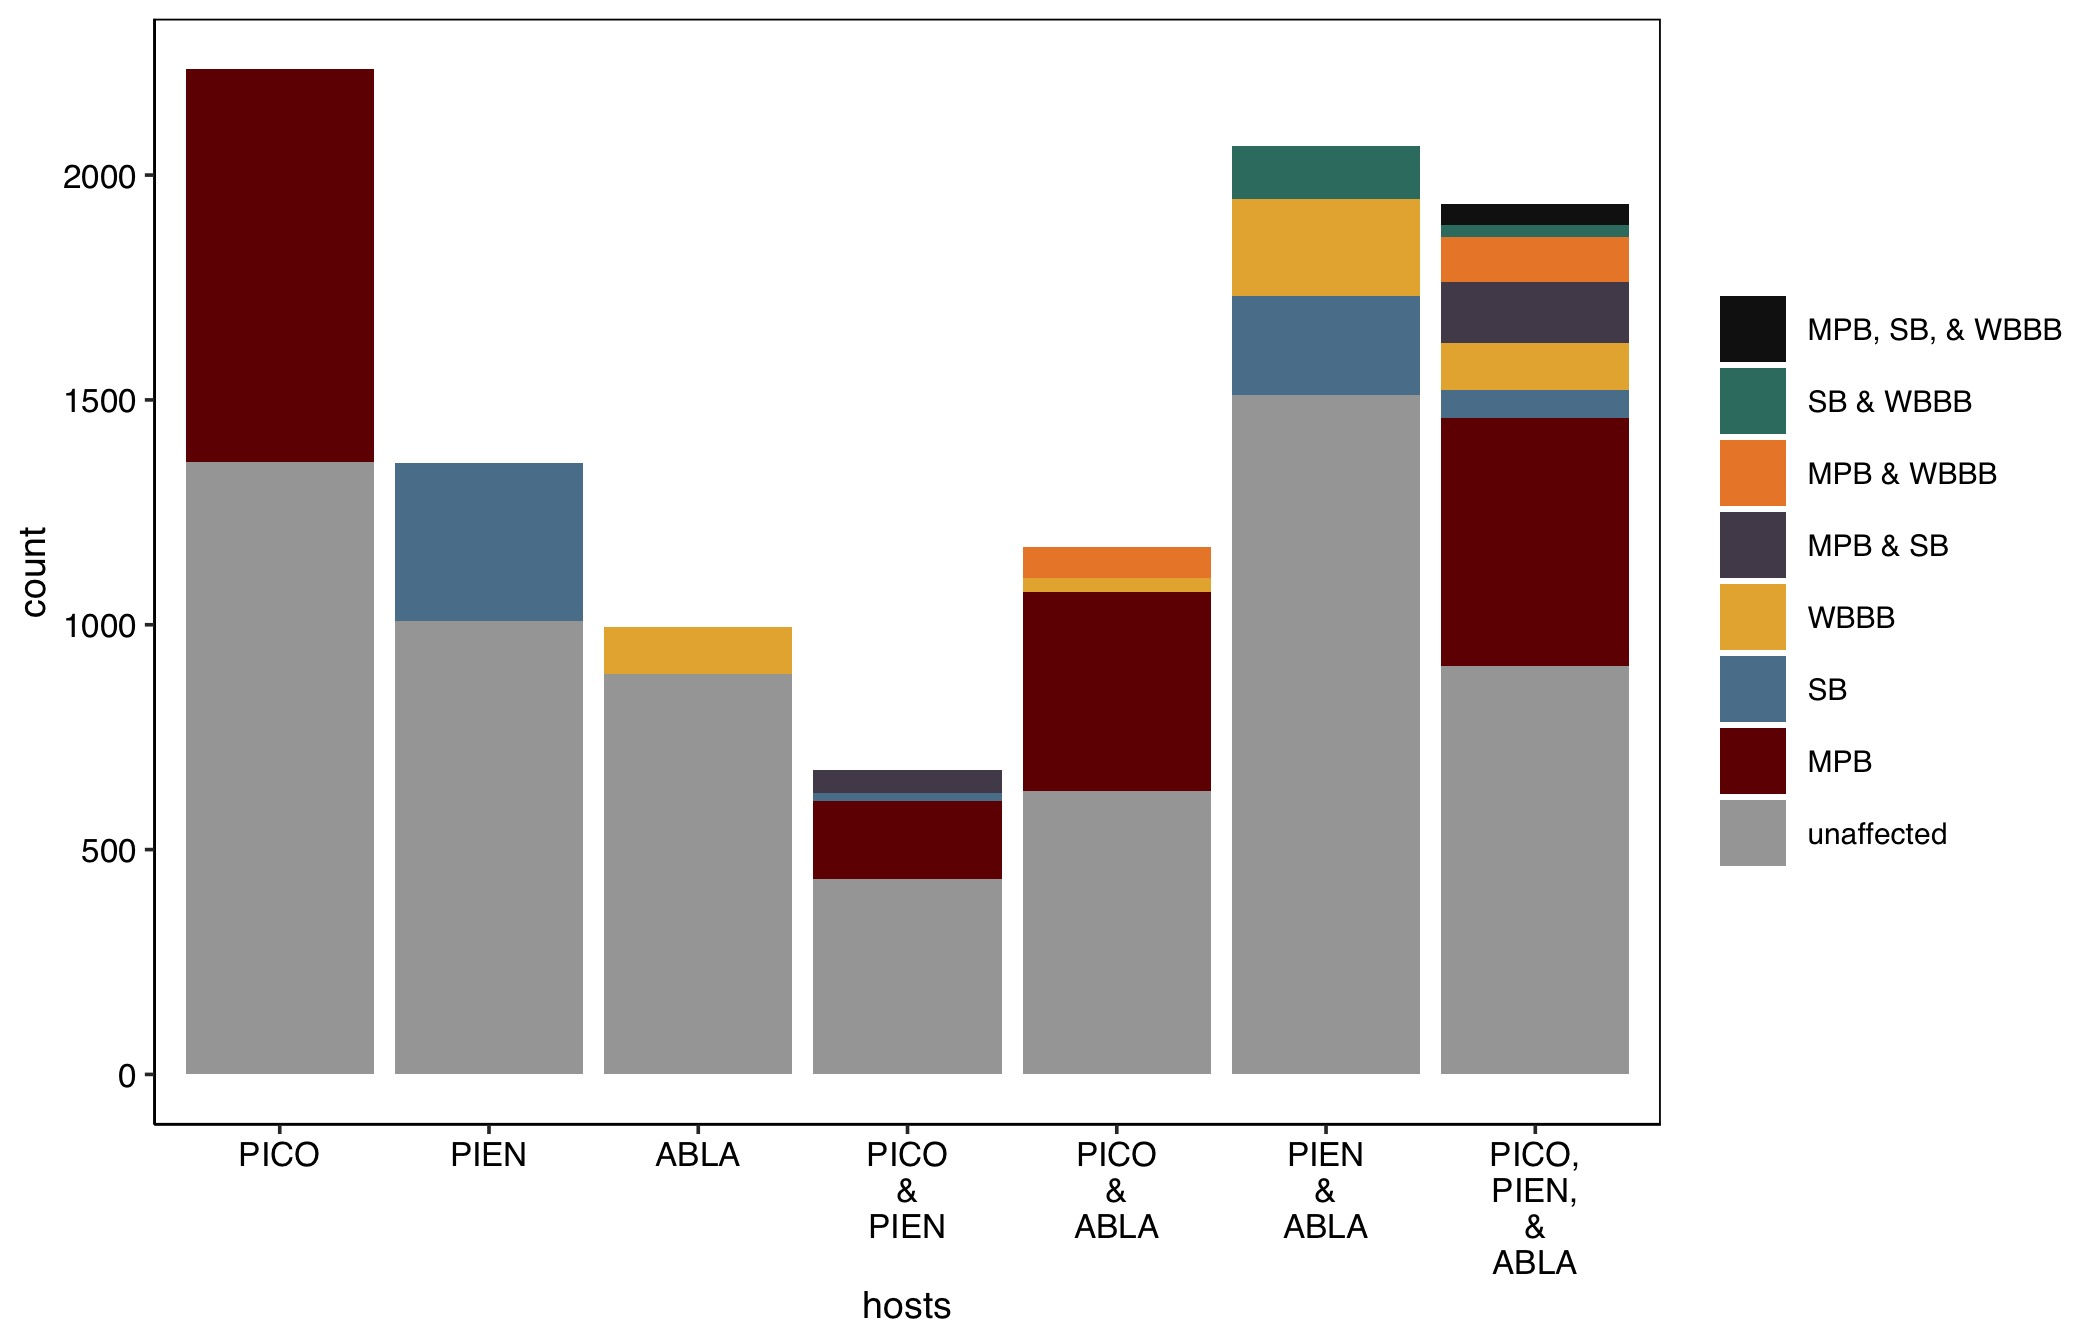 count
2000
1500
1000
500
0
PICO
PIEN
ABLA
PICO
&
PIEN
PICO
&
ABLA
PIEN
&
ABLA
PICO,
PIEN,
&
ABLA
hosts
MPB, SB, & WBBB
SB & WBBB
MPB & WBBB
MPB & SB
WBBB
SB
MPB
unaffected